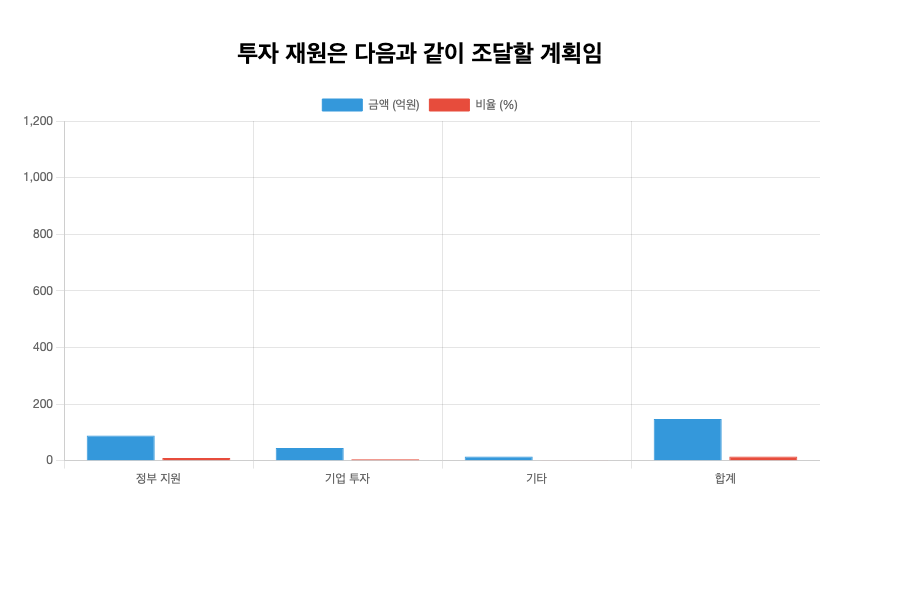 투자 재원은 다음과 같이 조달할 계획임
금액 (억원) 비율 (%)
1,200
1,000
800
600
400
200
0
정부 지원 기업 투자 기타 합계